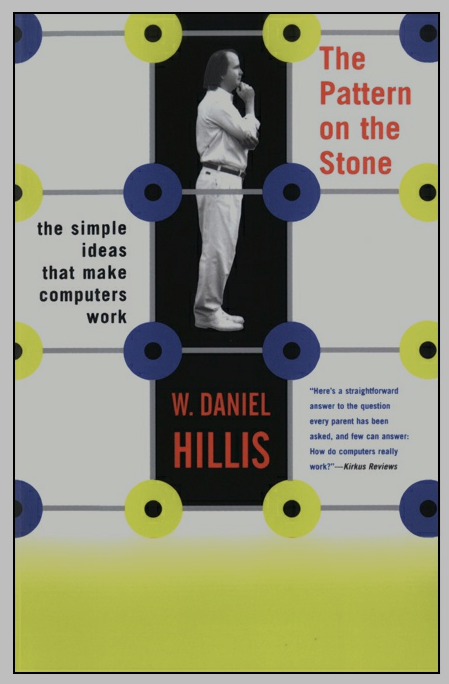 The
Pattern
on the
Stone
the simple
ideas
that make
computers
work
W. DANIEL
HILLIS
“Here’s a straightforward
answer to the question
every parent has been
asked, and few can answer:
How do computers really
work?”—Kirkus Reviews